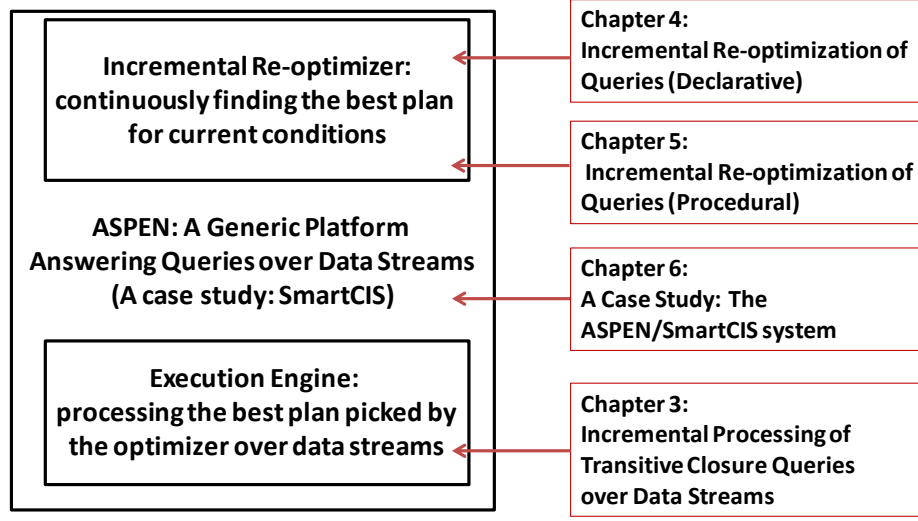 Incremental Re-optimizer:
continuously finding the best plan
for current conditions
ASPEN: A Generic Platform
Answering Queries over Data Streams
(A case study: SmartCIS)
Execution Engine:
processing the best plan picked by
the optimizer over data streams
Chapter 4:
Incremental Re-optimization of
Queries (Declarative)
Chapter 5:
Incremental Re-optimization of
Queries (Procedural)
Chapter 6:
A Case Study: The
ASPEN/SmartCIS system
Chapter 3:
Incremental Processing of
Transitive Closure Queries
over Data Streams